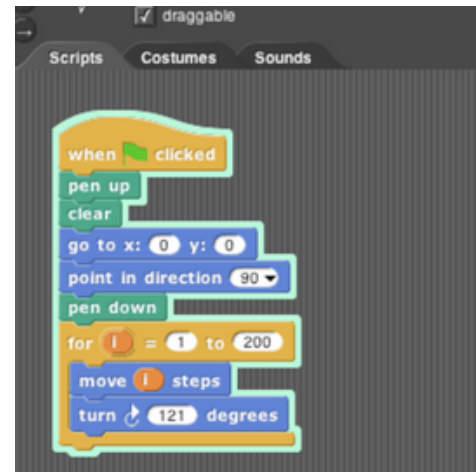 draggable
Scripts Costumes Sounds
when clicked
pen up
clear
go to x: 0 y: 0
point in direction 90
pen down
for i = 1 to 200
move i steps
turn 121 degrees